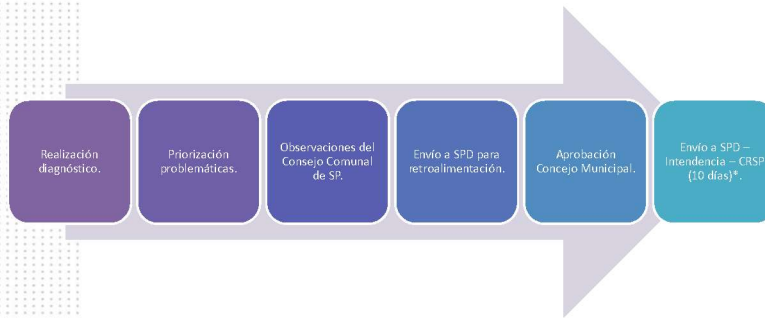 Realización
diagnóstico.
Priorización
problemáticas.
Observaciones del
Consejo Comunal
de SP.
Envío a SPD para
retroalimentación.
Aprobación
Concejo Municipal.
Envío a SPD –
Intendencia – CRSP
(10 días)*.